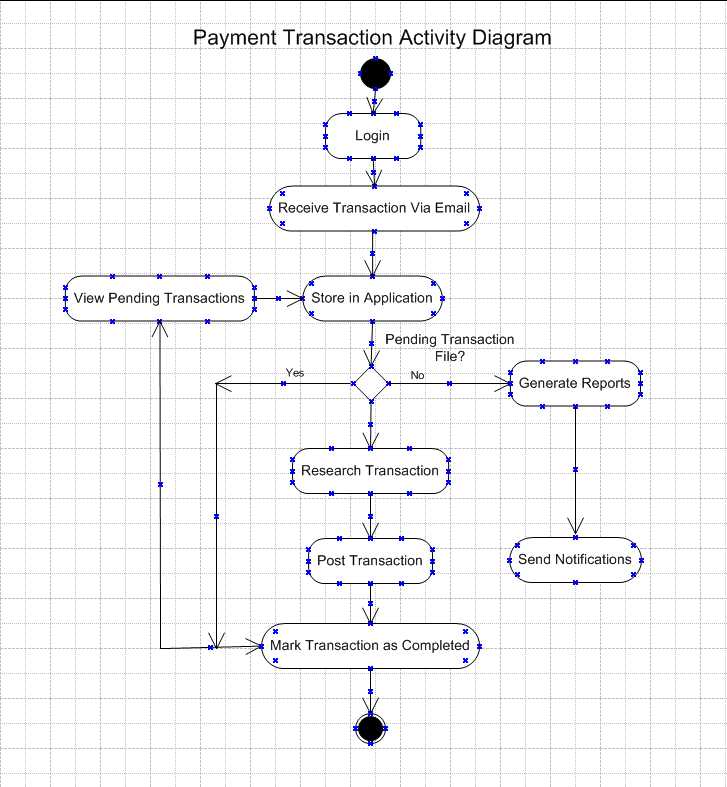 Payment Transaction Activity Diagram
Login
Receive Transaction Via Email
View Pending Transactions
Store in Application
Pending Transaction
File?
Yes
No
Generate Reports
Research Transaction
Post Transaction
Send Notifications
Mark Transaction as Completed